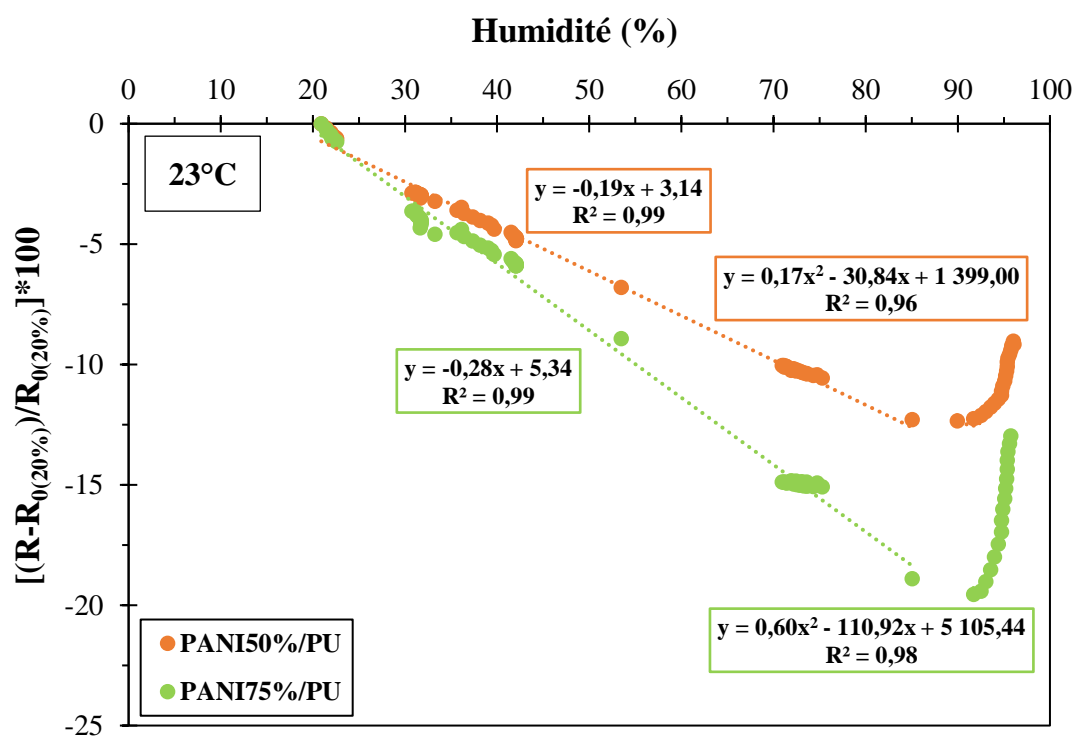 Humidité (%)
0 10 20 30 40 50 60 70 80 90 100
0
-5
-10
-15
-20
-25
[(R-R0(20%))/R0(20%)]*100
23°C
y = -0,19x + 3,14
R² = 0,99
y = 0,17x² - 30,84x + 1 399,00
R² = 0,96
y = -0,28x + 5,34
R² = 0,99
y = 0,60x² - 110,92x + 5 105,44
R² = 0,98
PANI50%/PU
PANI75%/PU